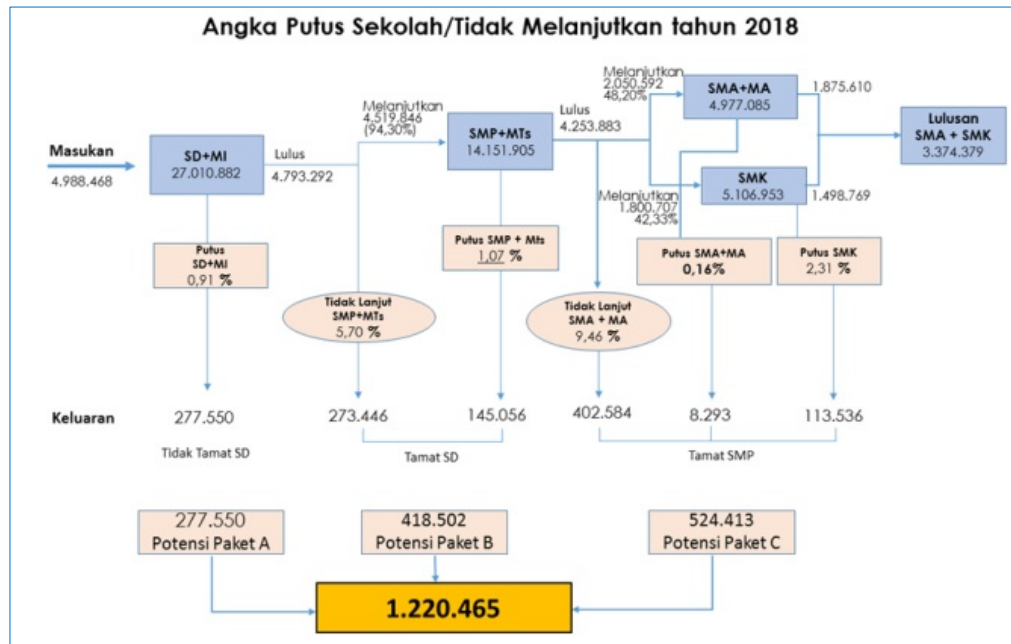 Angka Putus Sekolah/Tidak Melanjutkan tahun 2018
Masukan
4.988.468
SD+MI
27.010.882
Lulus
4.793.292
Melanjutkan
4.519.846
(94,30%)
SMP+MTs
14.151.905
Lulus
4.253.883
Melanjutkan
2.050.592
48,20%
SMA+MA
4.977.085
1.875.610
Lulusan
SMA + SMK
3.374.379
SMK
5.106.953
1.498.769
Melanjutkan
1.800.707
42,33%
Putus
SD+MI
0,91 %
Putus SMP + Mts
1,07 %
Putus SMA+MA
0,16%
Putus SMK
2,31 %
Tidak Lanjut
SMP+MTs
5,70 %
Tidak Lanjut
SMA + MA
9,46 %
Keluaran
277.550
273.446
145.056
402.584
8.293
113.536
Tidak Tamat SD
Tamat SD
Tamat SMP
277.550
Potensi Paket A
418.502
Potensi Paket B
524.413
Potensi Paket C
1.220.465